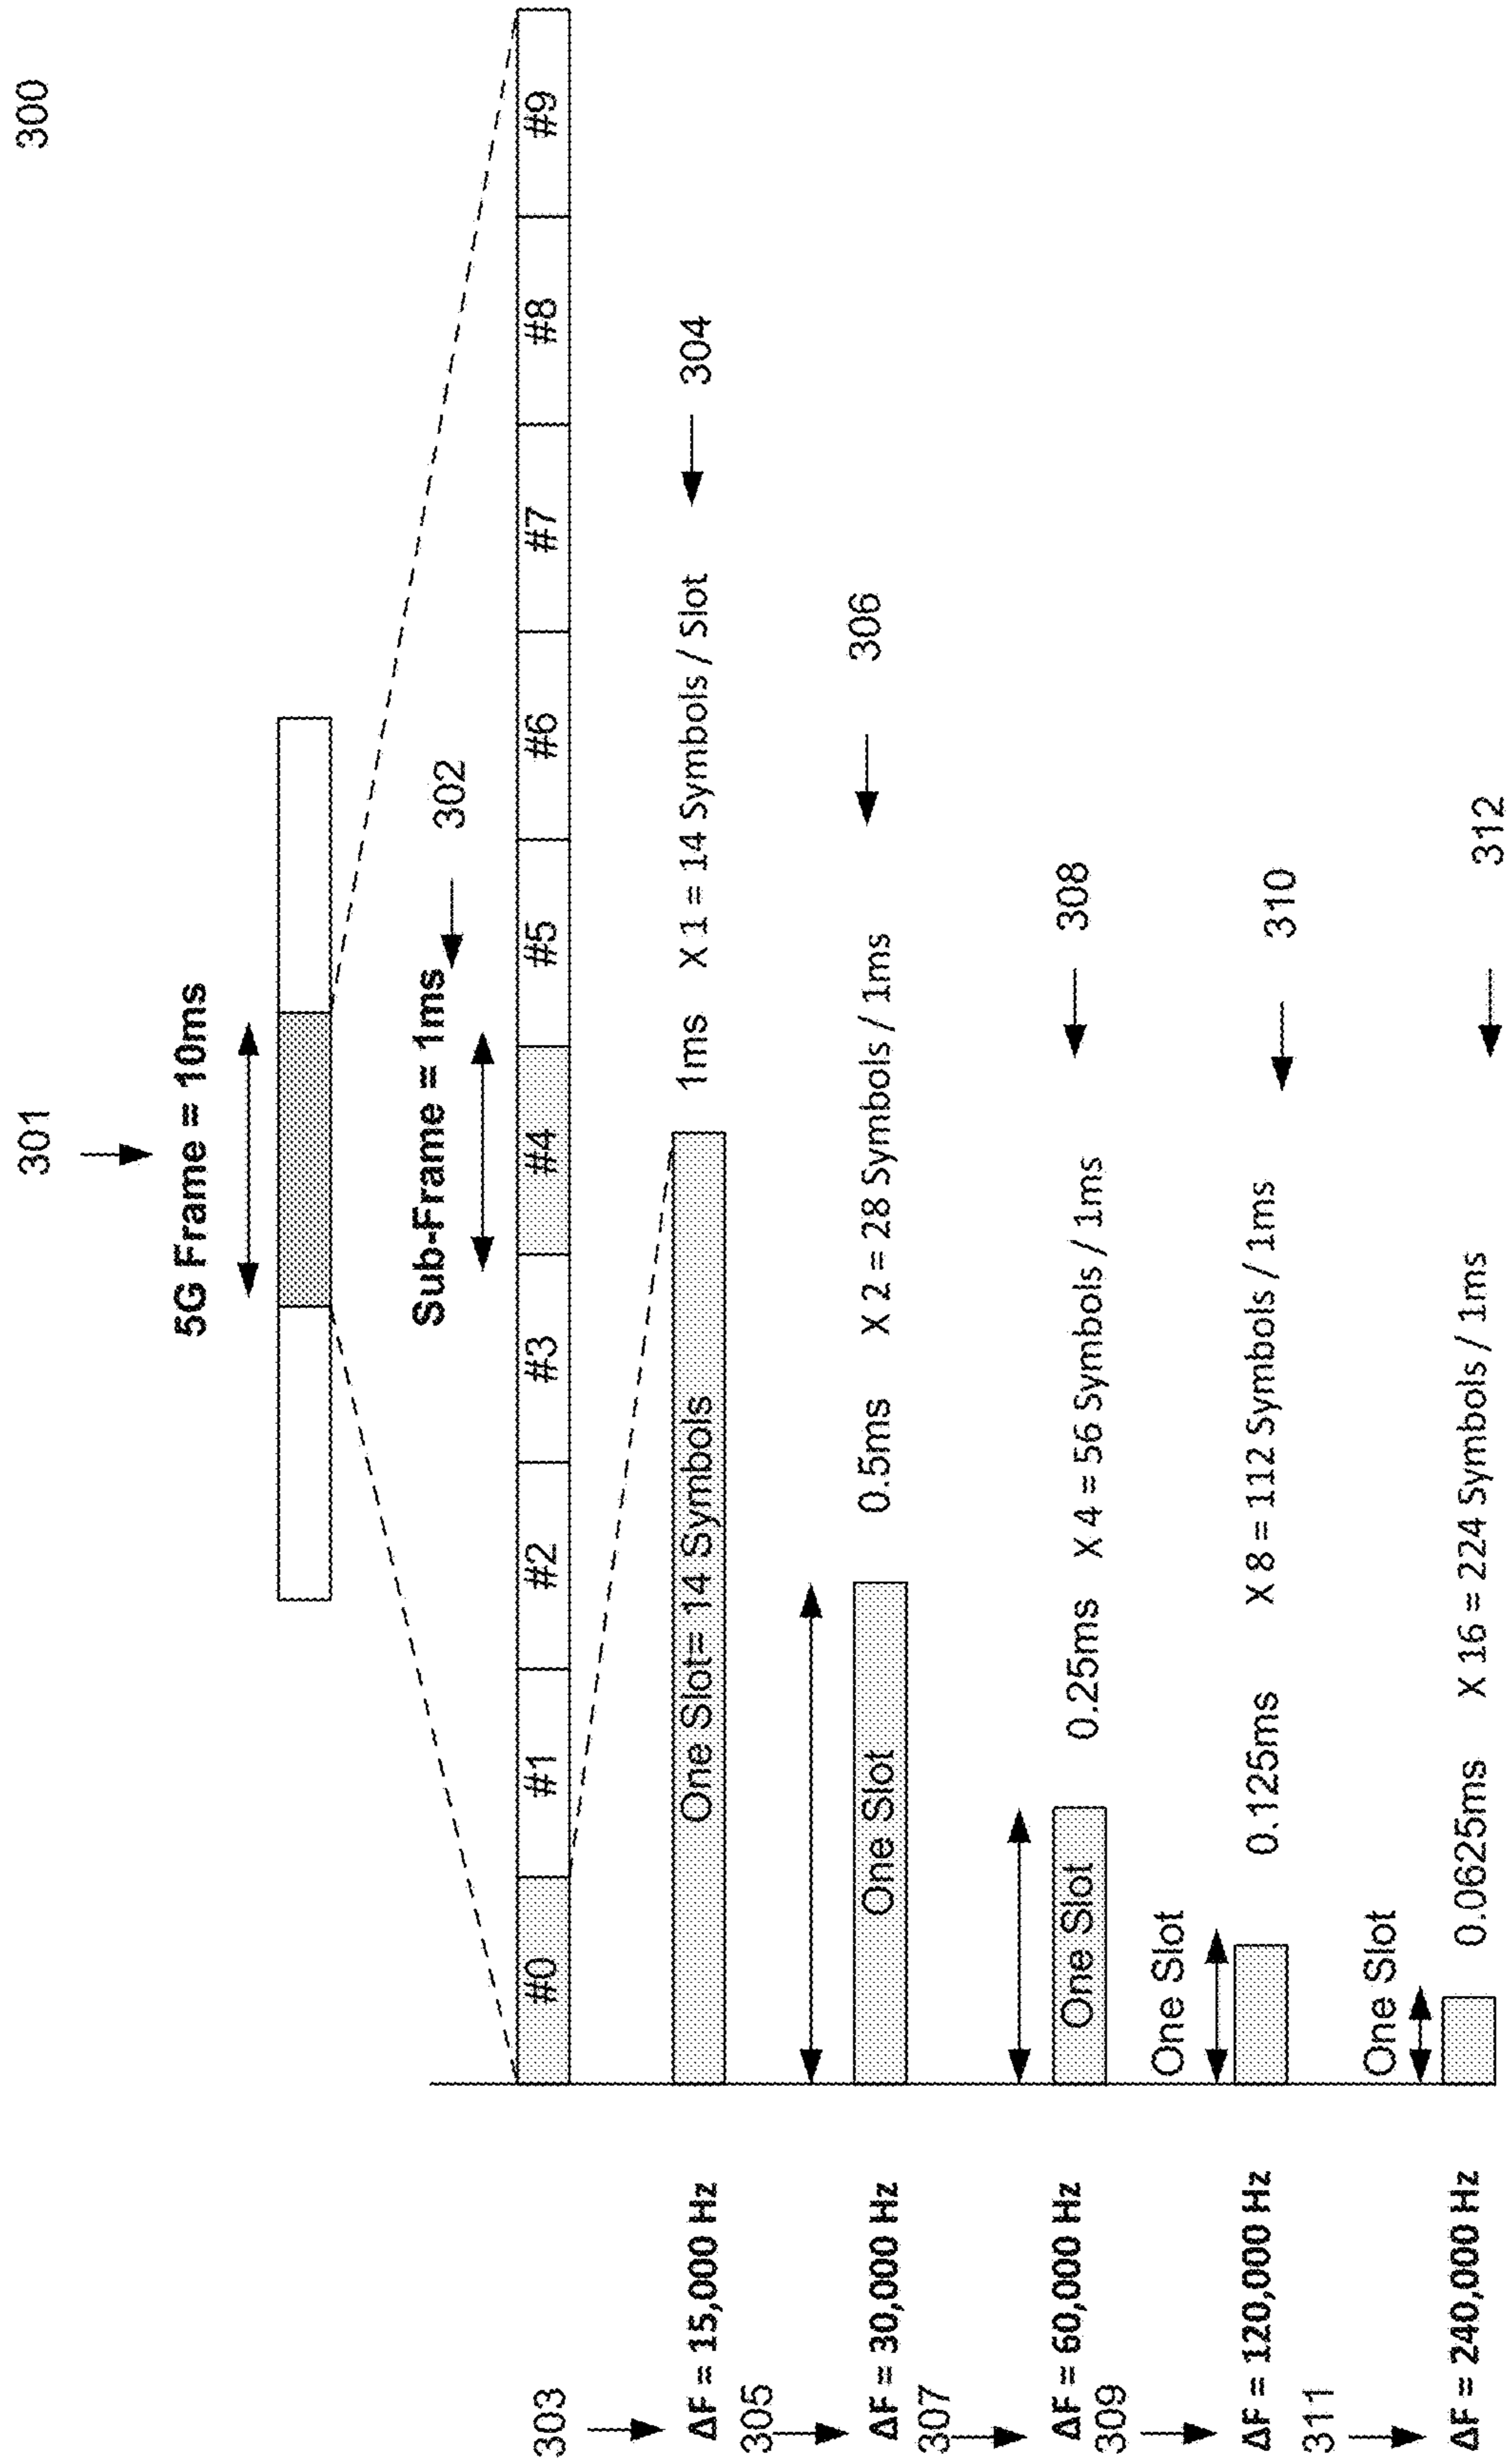 300
301
5G Frame = 10ms
Sub-Frame = 1ms
302
#0 #1 #2 #3 #4 #5 #6 #7 #8 #9
303
ΔF = 15,000 Hz
One Slot= 14 Symbols
1ms X 1 = 14 Symbols / Slot
304
305
ΔF = 30,000 Hz
One Slot
0.5ms X 2 = 28 Symbols / 1ms
306
307
ΔF = 60,000 Hz
One Slot
0.25ms X 4 = 56 Symbols / 1ms
308
309
ΔF = 120,000 Hz
One Slot
0.125ms X 8 = 112 Symbols / 1ms
310
311
ΔF = 240,000 Hz
One Slot
0.0625ms X 16 = 224 Symbols / 1ms
312